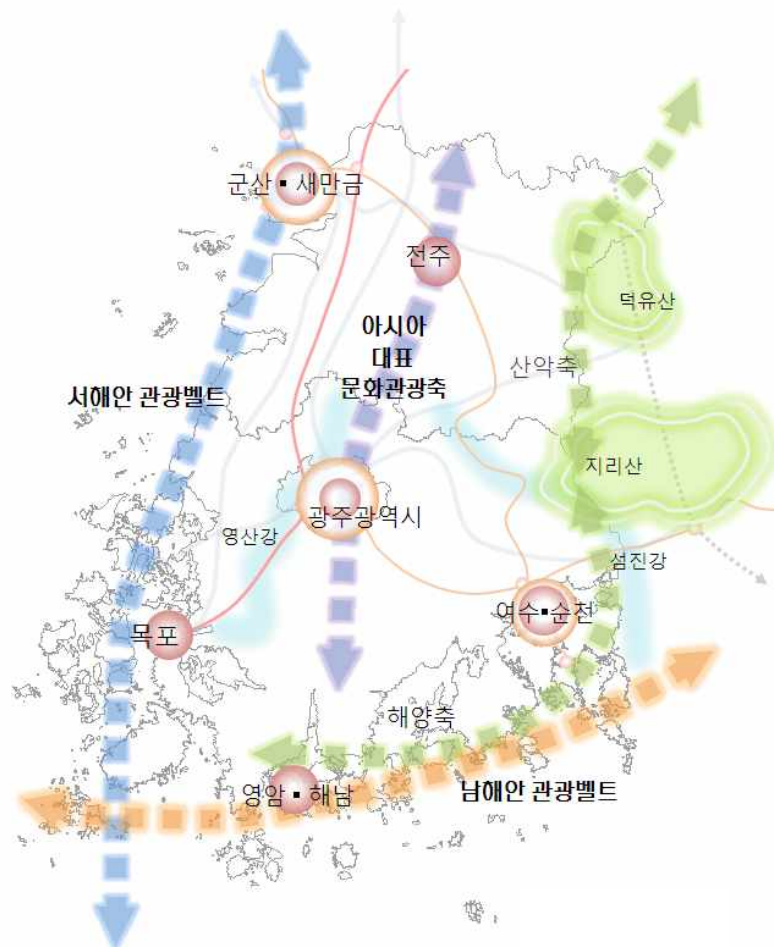 군산 ▪ 새만금
전주
덕유산
아시아
대표
문화관광축
산악축
서해안 관광벨트
지리산
광주광역시
영산강
섬진강
여수▪순천
목포
해양축
영암 ▪ 해남
남해안 관광벨트